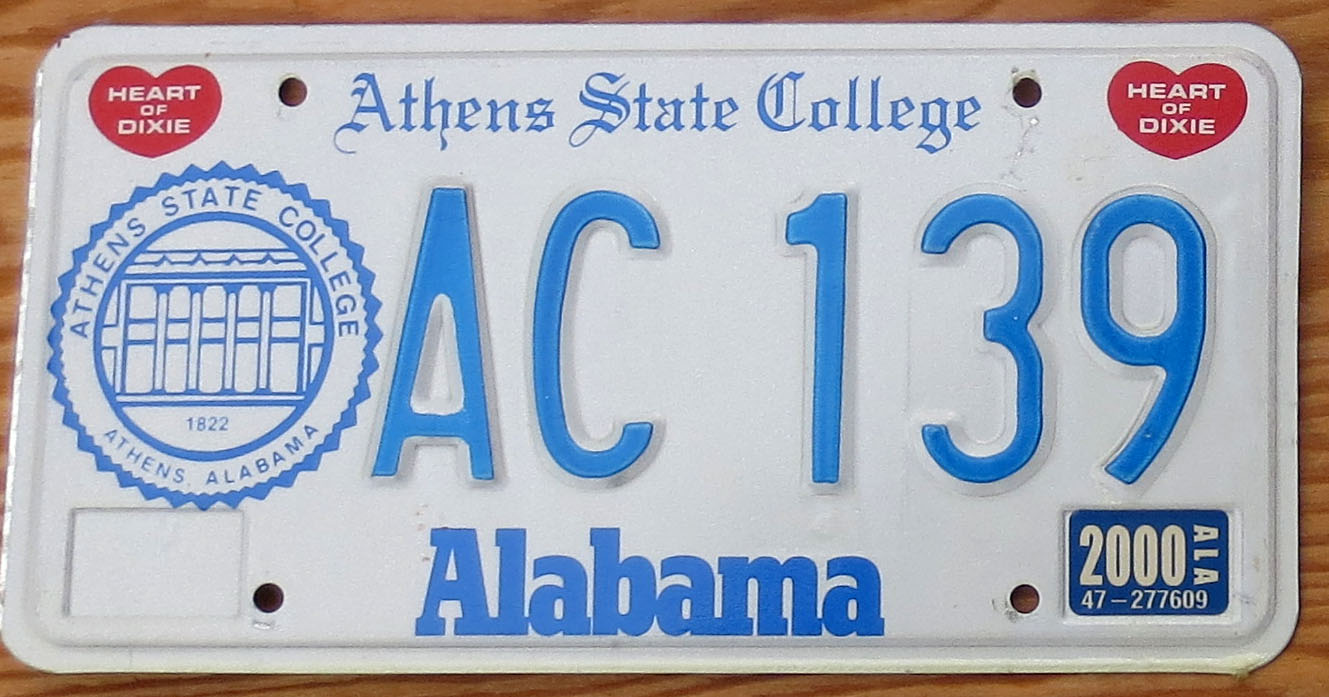 HEART
OF
DIXIE
Athens State College
HEART
OF
DIXIE
ATHENS STATE COLLEGE
1822
ATHENS, ALABAMA
AC 139
Alabama
2000 ALA
47-277609